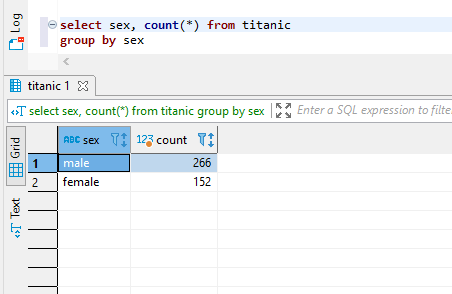 Log
select sex, count(*) from titanic
group by sex
titanic 1
select sex, count(*) from titanic group by sex
Enter a SQL expression to filte
Grid
Text
ABC sex
123 count
1 male 266
2 female 152